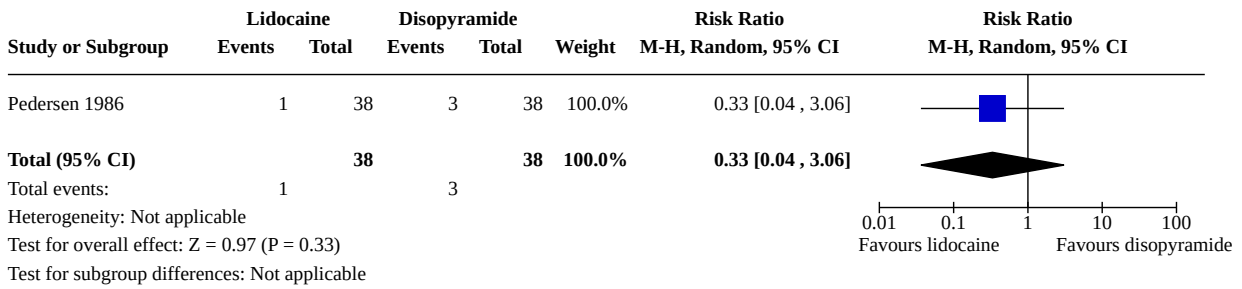 Lidocaine Disopyramide Risk Ratio Risk Ratio
Study or Subgroup Events Total Events Total Weight M-H, Random, 95% CI M-H, Random, 95% CI
Pedersen 1986 1 38 3 38 100.0% 0.33 [0.04 , 3.06]
Total (95% CI) 38 38 100.0% 0.33 [0.04 , 3.06]
Total events: 1 3
Heterogeneity: Not applicable
0.01 0.1 1 10 100
Test for overall effect: Z = 0.97 (P = 0.33) Favours lidocaine Favours disopyramide
Test for subgroup differences: Not applicable